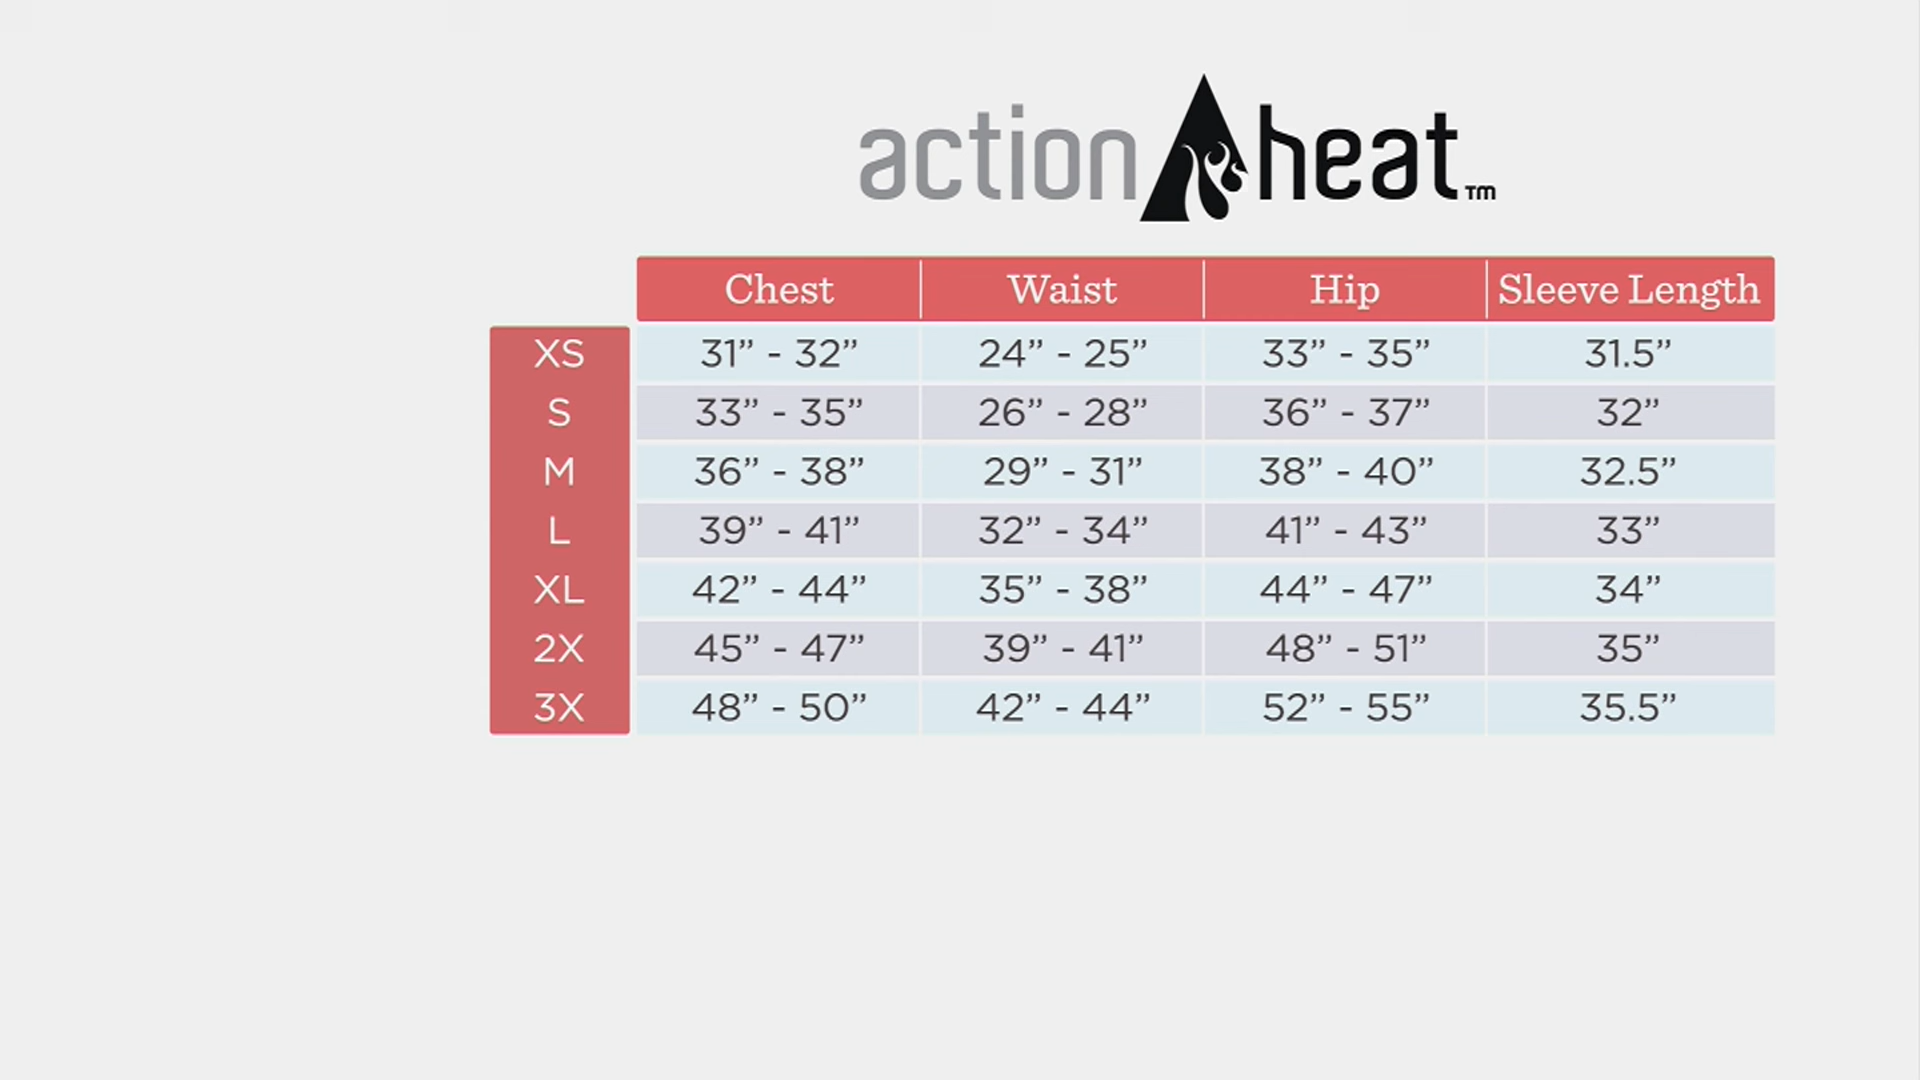 action heat™
Chest Waist Hip Sleeve Length
XS 31” - 32” 24” - 25” 33” - 35” 31.5”
S 33” - 35” 26” - 28” 36” - 37” 32”
M 36” - 38” 29” - 31” 38” - 40” 32.5”
L 39” - 41” 32” - 34” 41” - 43” 33”
XL 42” - 44” 35” - 38” 44” - 47” 34”
2X 45” - 47” 39” - 41” 48” - 51” 35”
3X 48” - 50” 42” - 44” 52” - 55” 35.5”